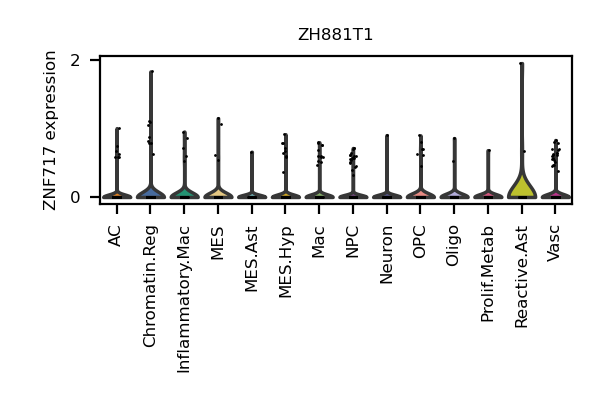 ZH881T1
ZNF717 expression
2
0
AC
Chromatin.Reg
Inflammatory.Mac
MES
MES.Ast
MES.Hyp
Mac
NPC
Neuron
OPC
Oligo
Prolif.Metab
Reactive.Ast
Vasc